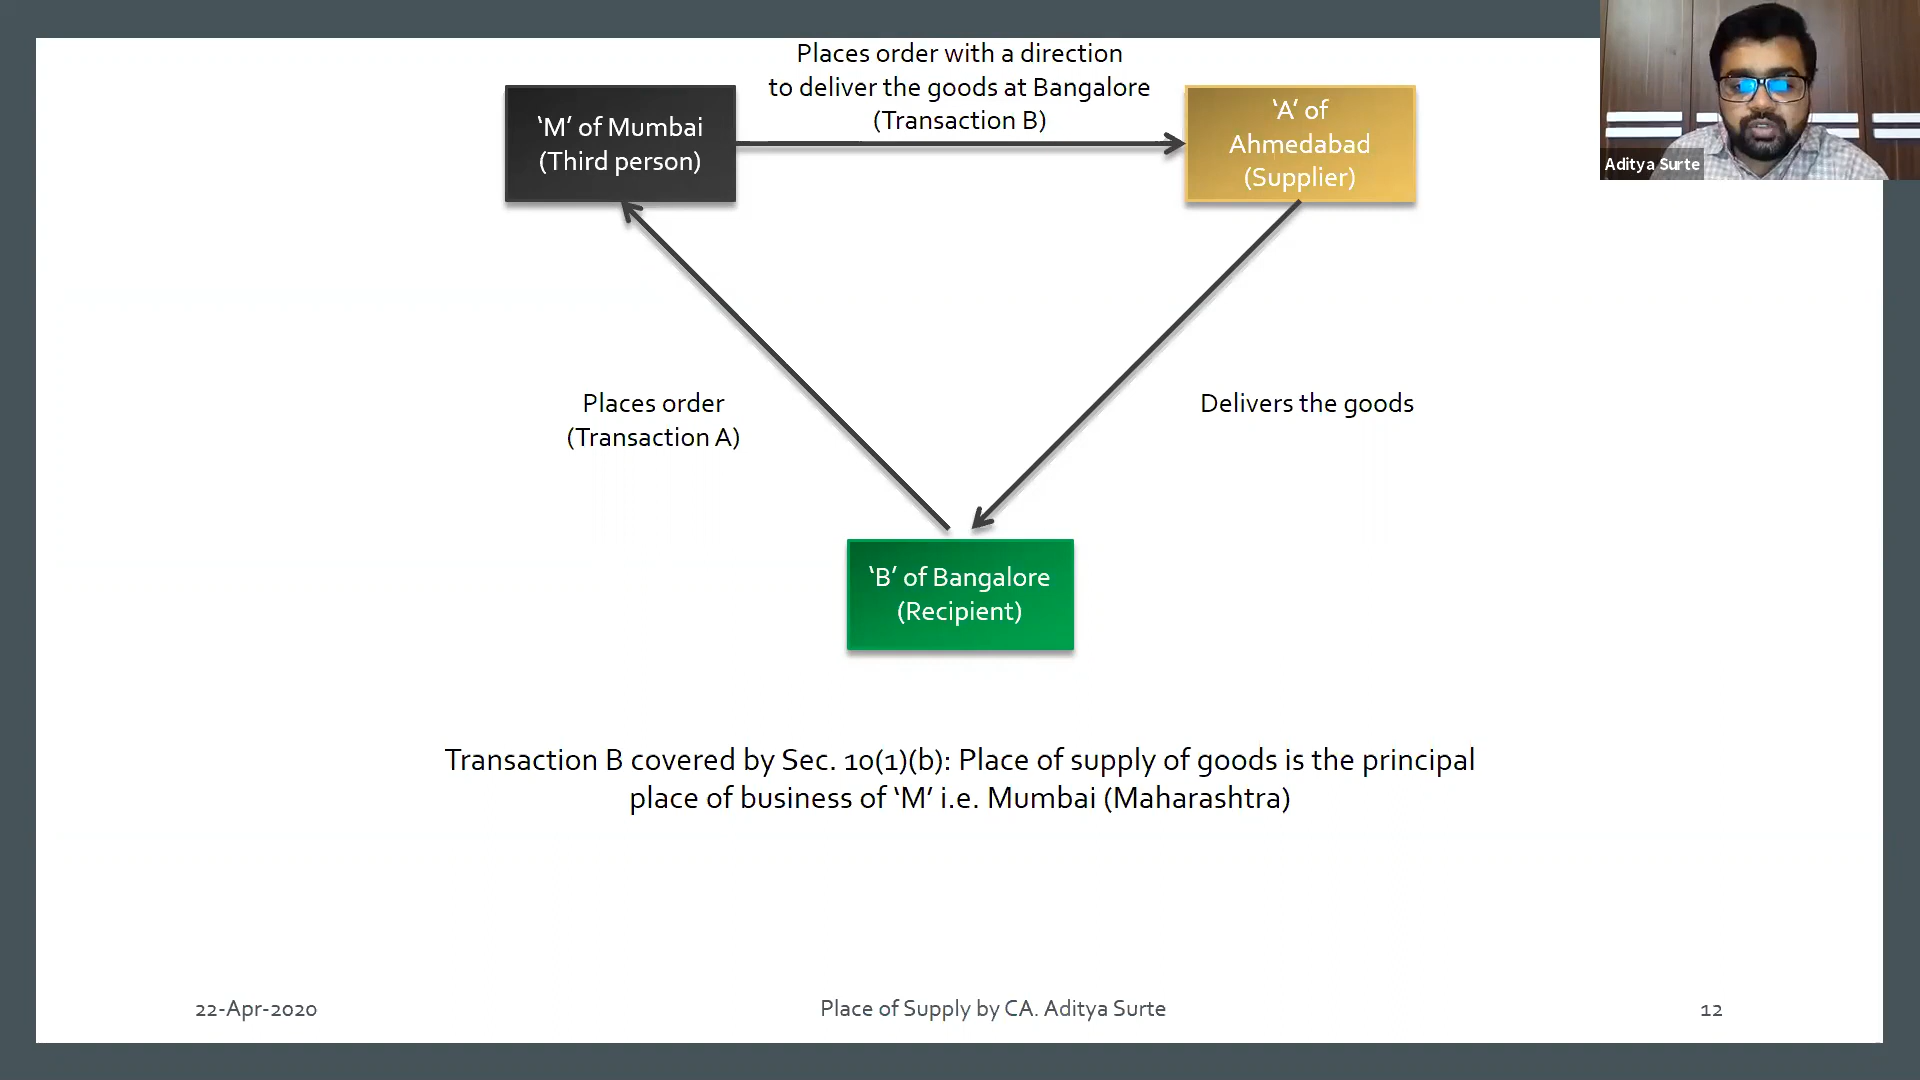 Places order with a direction
to deliver the goods at Bangalore
(Transaction B)
‘M’ of Mumbai
(Third person)
‘A’ of
Ahmedabad
(Supplier)
Aditya Surte
Places order
(Transaction A)
Delivers the goods
‘B’ of Bangalore
(Recipient)
Transaction B covered by Sec. 10(1)(b): Place of supply of goods is the principal
place of business of ‘M’ i.e. Mumbai (Maharashtra)
22-Apr-2020
Place of Supply by CA. Aditya Surte
12